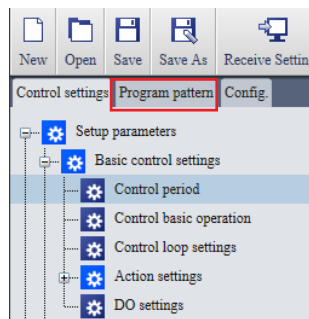 New Open Save Save As Receive Settin
Control settings Program pattern Config.
Setup parameters
Basic control settings
Control period
Control basic operation
Control loop settings
Action settings
DO settings